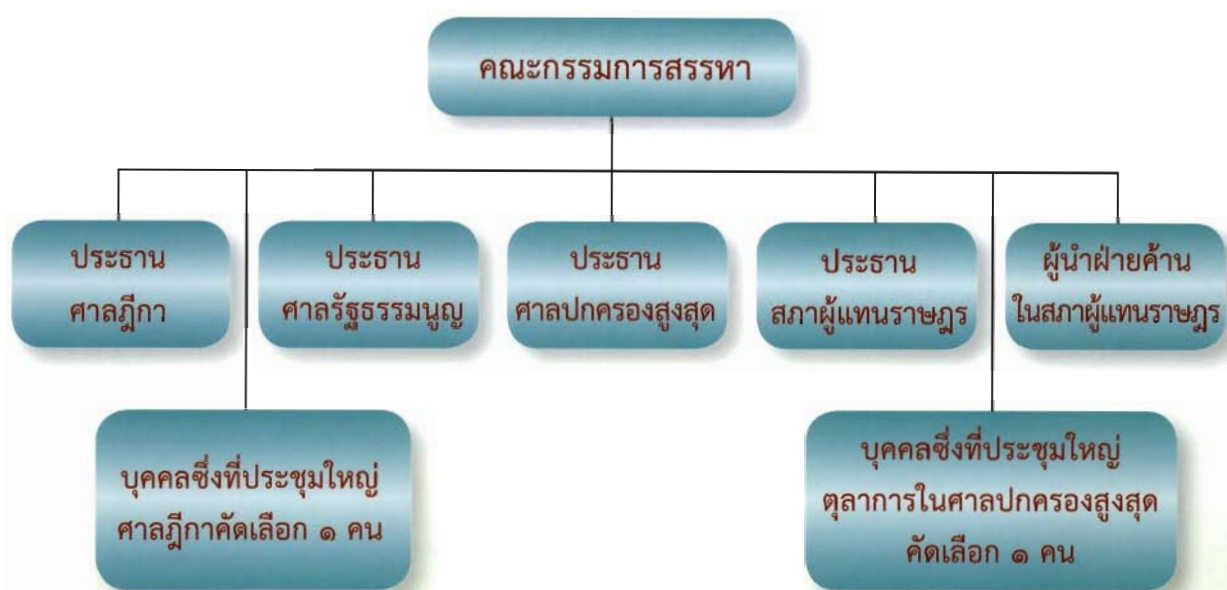 คณะกรรมการสรรหา
ประธาน
ศาลฎีกา
ประธาน
ศาลรัฐธรรมนูญ
ประธาน
ศาลปกครองสูงสุด
ประธาน
สภาผู้แทนราษฎร
ผู้นำฝ่ายค้าน
ในสภาผู้แทนราษฎร
บุคคลซึ่งที่ประชุมใหญ่
ศาลฎีกาคัดเลือก ๑ คน
บุคคลซึ่งที่ประชุมใหญ่
ตุลาการในศาลปกครองสูงสุด
คัดเลือก ๑ คน